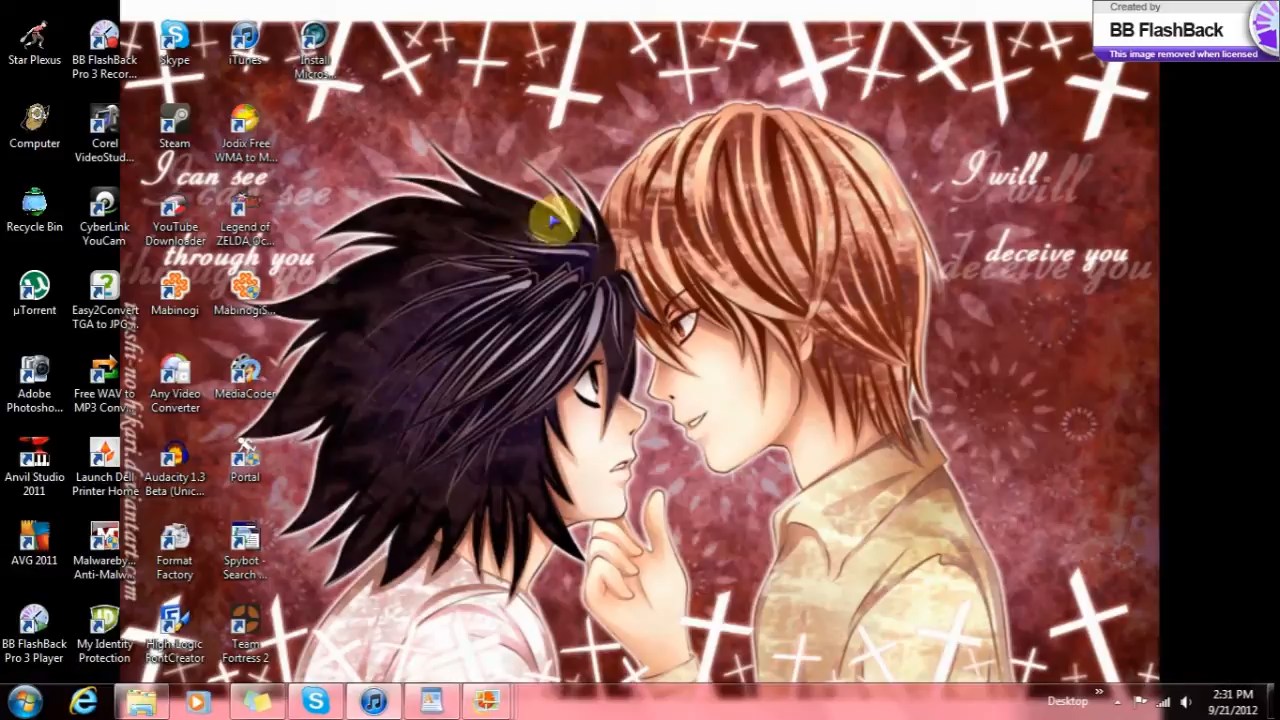 Created by
BB FlashBack
This image removed when licensed
Star Plexus
BB FlashBack
Pro 3 Recor...
Skype
iTunes
Install
Micros...
Computer
Corel
VideoStud...
Steam
Jodix Free
WMA to M...
Recycle Bin
CyberLink
YouCam
YouTube
Downloader
Legend of
ZELDA Oc...
µTorrent
Easy2Convert
TGA to JPG...
Mabinogi
MabinogiS...
Adobe
Photosho...
Free WAV to
MP3 Conv...
Any Video
Converter
MediaCoder
Anvil Studio
2011
Launch Dell
Printer Home
Audacity 1.3
Beta (Unic...
Portal
AVG 2011
Malwareby...
Anti-Malw...
Format
Factory
Spybot -
Search ...
BB FlashBack
Pro 3 Player
My Identity
Protection
High-Logic
FontCreator
Team
Fortress 2
I can see
through you
I will
deceive you
Desktop
2:31 PM
9/21/2012